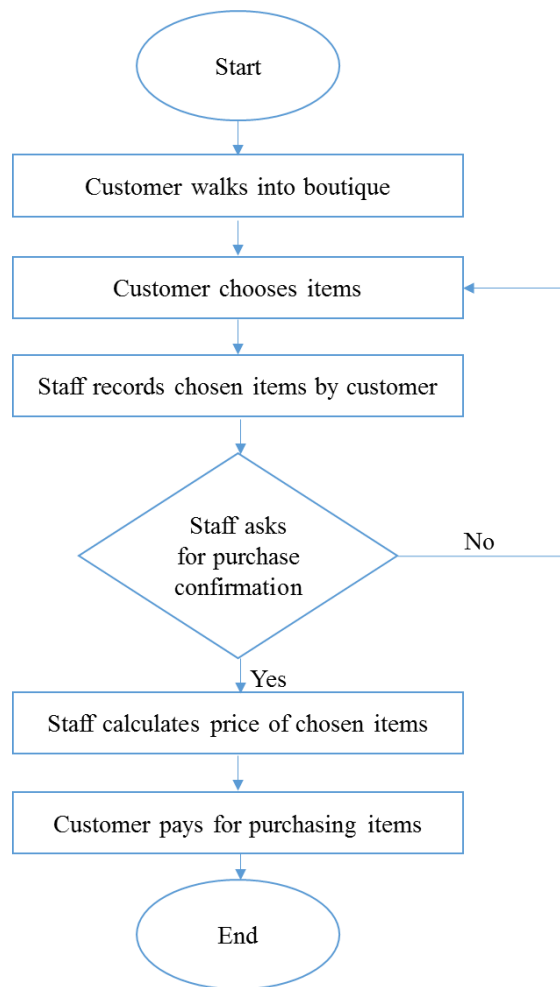 Start
Customer walks into boutique
Customer chooses items
Staff records chosen items by customer
Staff asks
for purchase
confirmation
No
Yes
Staff calculates price of chosen items
Customer pays for purchasing items
End